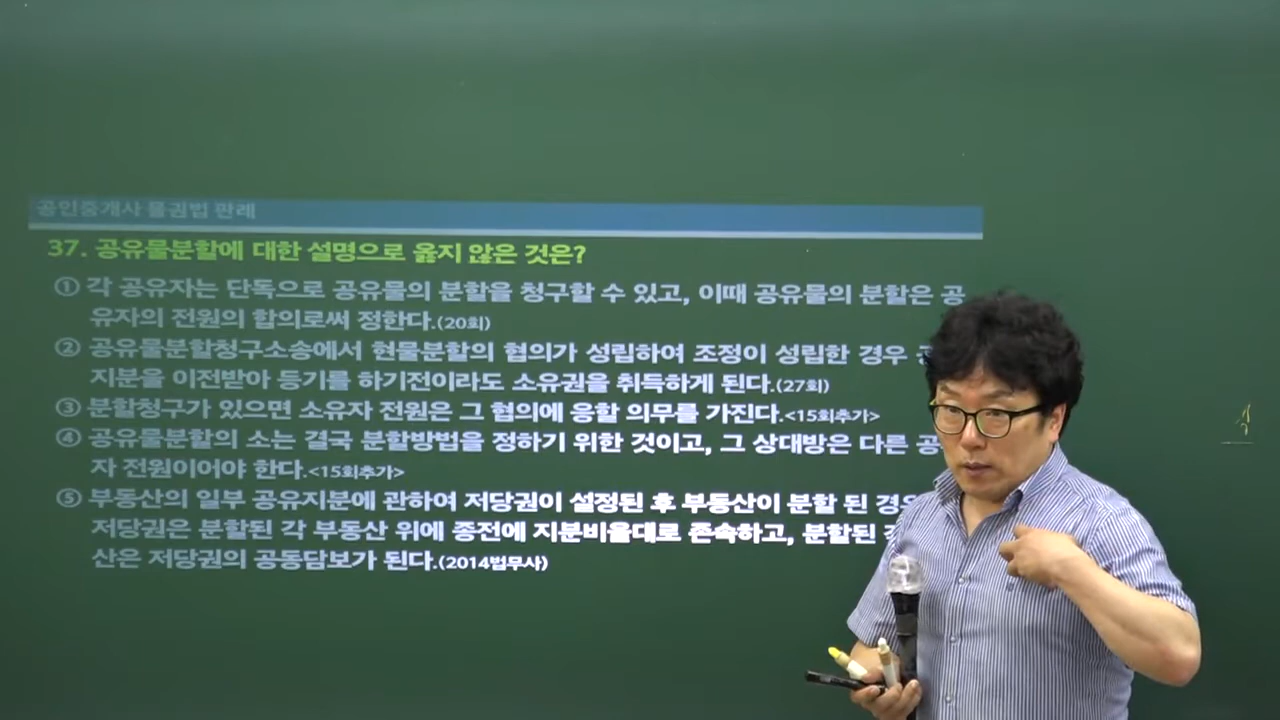 공인중개사 물권법 판례
37. 공유물분할에 대한 설명으로 옳지 않은 것은?
① 각 공유자는 단독으로 공유물의 분할을 청구할 수 있고, 이때 공유물의 분할은 공
유자의 전원의 합의로써 정한다.(20회)
② 공유물분할청구소송에서 현물분할의 협의가 성립하여 조정이 성립한 경우
지분을 이전받아 등기를 하기전이라도 소유권을 취득하게 된다.(27회)
③ 분할청구가 있으면 소유자 전원은 그 협의에 응할 의무를 가진다.<15회추가>
④ 공유물분할의 소는 결국 분할방법을 정하기 위한 것이고, 그 상대방은 다른 공
자 전원이어야 한다.<15회추가>
⑤ 부동산의 일부 공유지분에 관하여 저당권이 설정된 후 부동산이 분할 된 경우
저당권은 분할된 각 부동산 위에 종전에 지분비율대로 존속하고, 분할된
산은 저당권의 공동담보가 된다.(2014법무사)